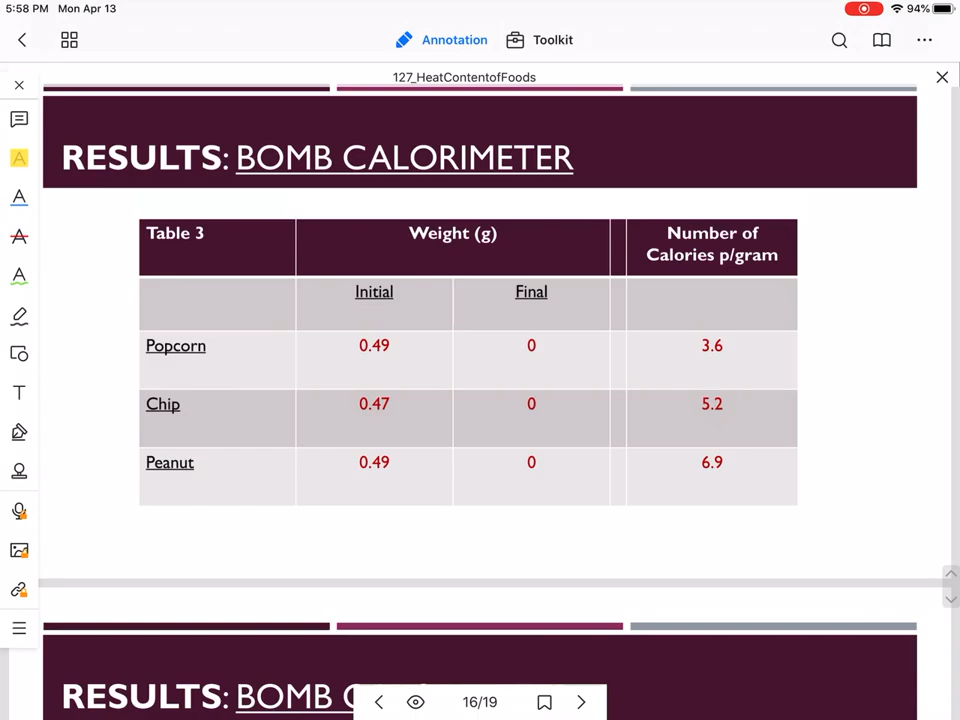 5:58 PM Mon Apr 13
94%
Annotation
Toolkit
127_HeatContentofFoods
RESULTS: BOMB CALORIMETER
Table 3
Weight (g)
Number of
Calories p/gram
Initial
Final
Popcorn 0.49 0 3.6
Chip 0.47 0 5.2
Peanut 0.49 0 6.9
RESULTS: BOMB C
16/19